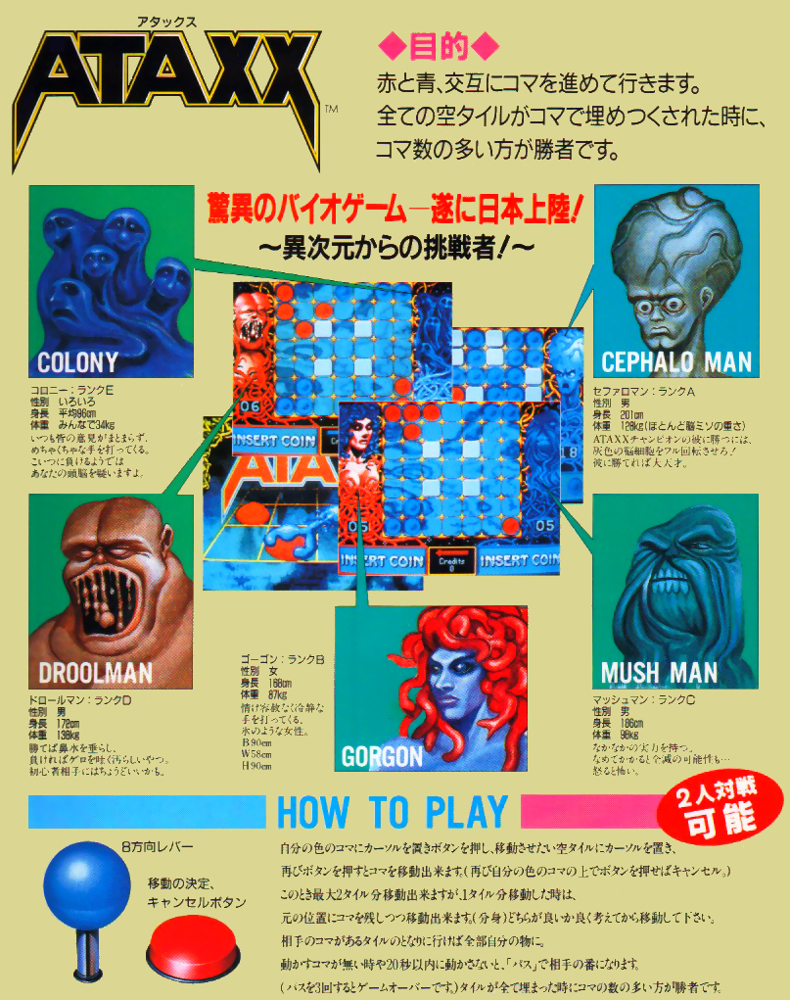 アタックス
ATAXX
TM
◆目的◆
赤と青、交互にコマを進めて行きます。
全ての空タイルがコマで埋めつくされた時に、
コマ数の多い方が勝者です。
驚異のバイオゲーム―遂に日本上陸!
～異次元からの挑戦者!～
COLONY
コロニー:ランクE
性別 いろいろ
身長 平均96cm
体重 みんなで34kg
いつも皆の意見がまとまらず、
めちゃくちゃな手を打ってくる。
こいつに負けるようでは
あなたの頭脳を疑いますよ。
CEPHALO MAN
セファロマン:ランクA
性別 男
身長 201cm
体重 128kg(ほとんど脳ミソの重さ)
ATAXXチャンピオンの彼に勝つには、
灰色の脳細胞をフル回転させろ!
彼に勝てれば大天才。
06
INSERT COIN
ATA
18
05
05
INSERT COIN
Credits
0
INSERT COIN
DROOLMAN
ドロールマン:ランクD
性別 男
身長 172cm
体重 138kg
勝てば鼻水を垂らし、
負ければゲロを吐く汚らしいやつ。
初心者相手にはちょうどいいかも。
ゴーゴン:ランクB
性別 女
身長 168cm
体重 87kg
情け容赦なく冷静な
手を打ってくる、
氷のような女性。
B90cm
W58cm
H90cm
GORGON
MUSH MAN
マッシュマン:ランクC
性別 男
身長 186cm
体重 98kg
なかなかの実力を持つ。
なめてかかると全滅の可能性も…
怒ると怖い。
HOW TO PLAY
2人対戦
可能
8方向レバー
移動の決定、
キャンセルボタン
自分の色のコマにカーソルを置きボタンを押し、移動させたい空タイルにカーソルを置き、
再びボタンを押すとコマを移動出来ます。(再び自分の色のコマの上でボタンを押せばキャンセル。)
このとき最大2タイル分移動出来ますが、1タイル分移動した時は、
元の位置にコマを残しつつ移動出来ます。(分身)どちらが良いか良く考えてから移動して下さい。
相手のコマがあるタイルのとなりに行けば全部自分の物に。
動かすコマが無い時や20秒以内に動かさないと、「パス」で相手の番になります。
(パスを3回するとゲームオーバーです。)タイルが全て埋まった時にコマの数の多い方が勝者です。